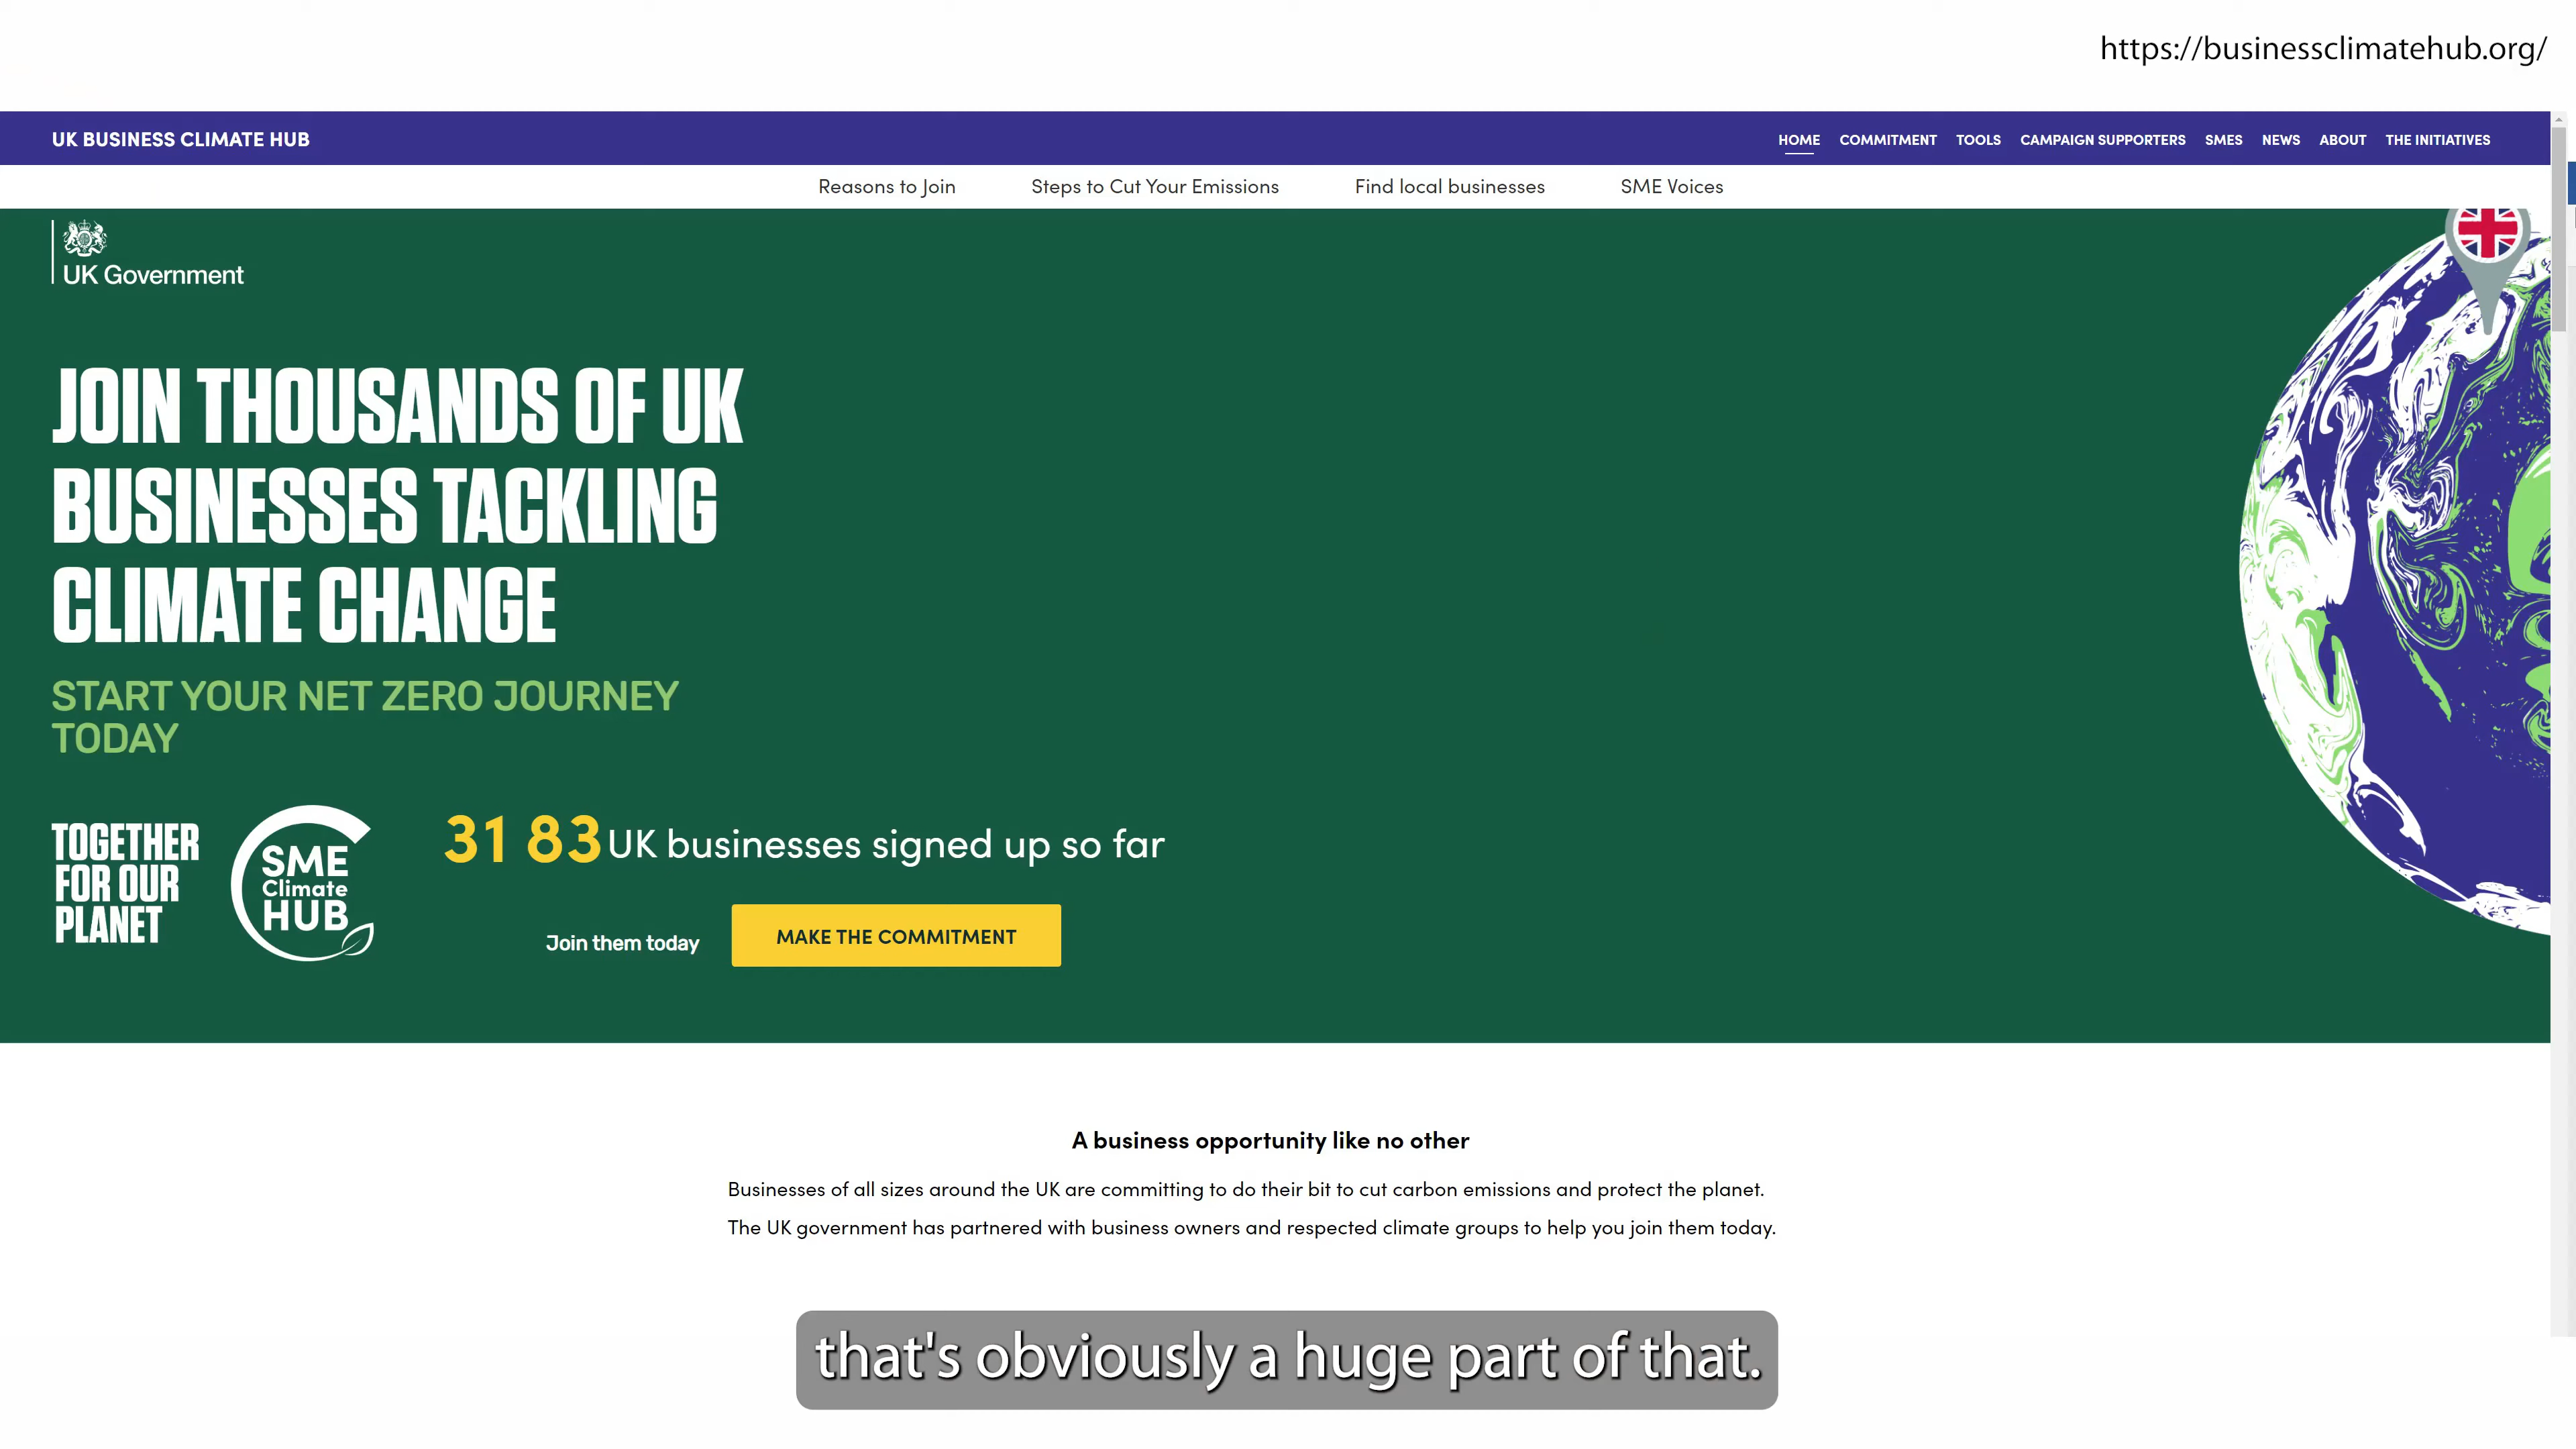 https://businessclimatehub.org/
UK BUSINESS CLIMATE HUB
HOME COMMITMENT TOOLS CAMPAIGN SUPPORTERS SMES NEWS ABOUT THE INITIATIVES
Reasons to Join Steps to Cut Your Emissions Find local businesses SME Voices
UK Government
JOIN THOUSANDS OF UK
BUSINESSES TACKLING
CLIMATE CHANGE
START YOUR NET ZERO JOURNEY
TODAY
TOGETHER
FOR OUR
PLANET
SME
Climate
HUB
31 83 UK businesses signed up so far
Join them today
MAKE THE COMMITMENT
A business opportunity like no other
Businesses of all sizes around the UK are committing to do their bit to cut carbon emissions and protect the planet.
The UK government has partnered with business owners and respected climate groups to help you join them today.
that's obviously a huge part of that.